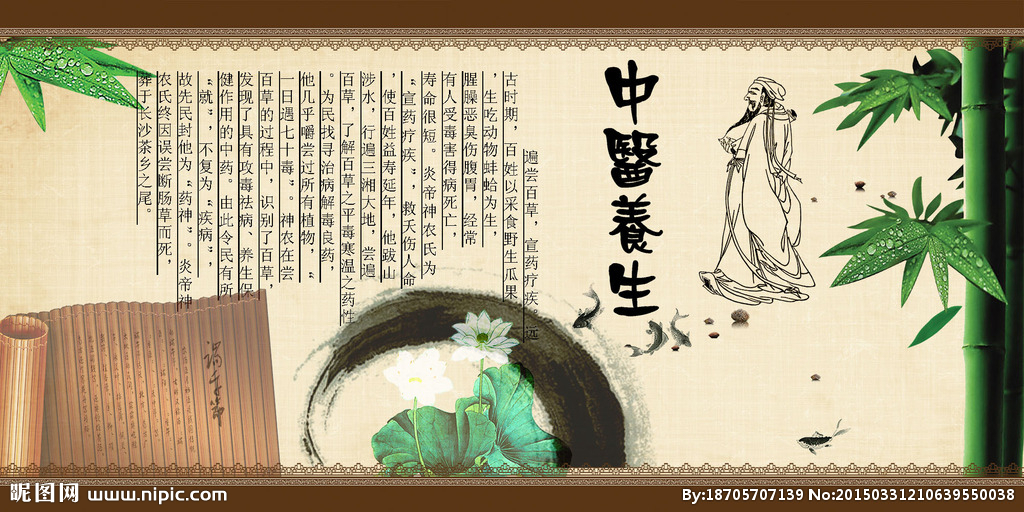 中醫養生
遍尝百草，宣药疗疾。远
古时期，百姓以采食野生瓜果
，生吃动物蚌蛤为生，
腥臊恶臭伤腹胃，经常
有人受毒害得病死亡，
寿命很短。炎帝神农氏为
“宣药疗疾”，救夭伤人命
，使百姓益寿延年，他跋山
涉水，行遍三湘大地，尝遍
百草，了解百草之平毒寒温之药性
。为民找寻治病解毒良药，
他几乎嚼尝过所有植物，“
一日遇七十毒”。神农在尝
百草的过程中，识别了百草，
发现了具有攻毒祛病、养生保
健作用的中药。由此令民有所
“就”，不复为“疾病”，
故先民封他为“药神”。炎帝神
农氏终因误尝断肠草而死，
葬于长沙茶乡之尾。
昵图网 www.nipic.com
By:18705707139 No:20150331210639550038